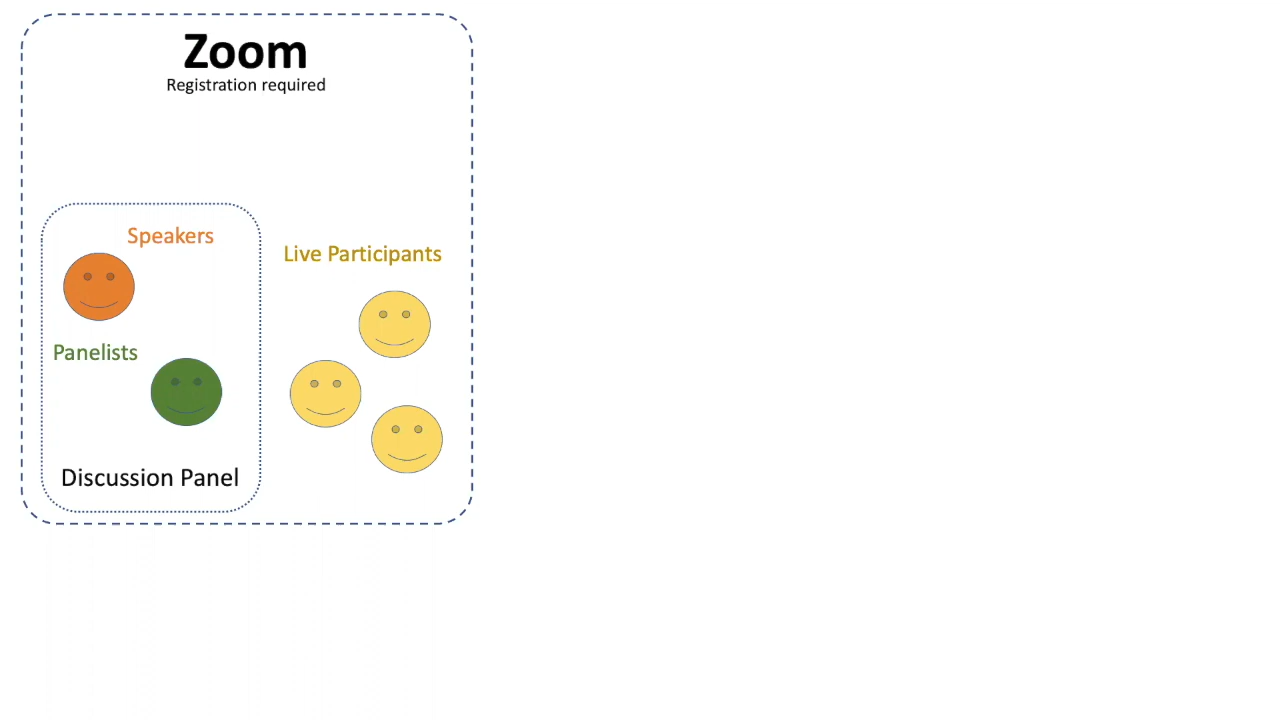 Zoom
Registration required
Speakers
Live Participants
Panelists
Discussion Panel